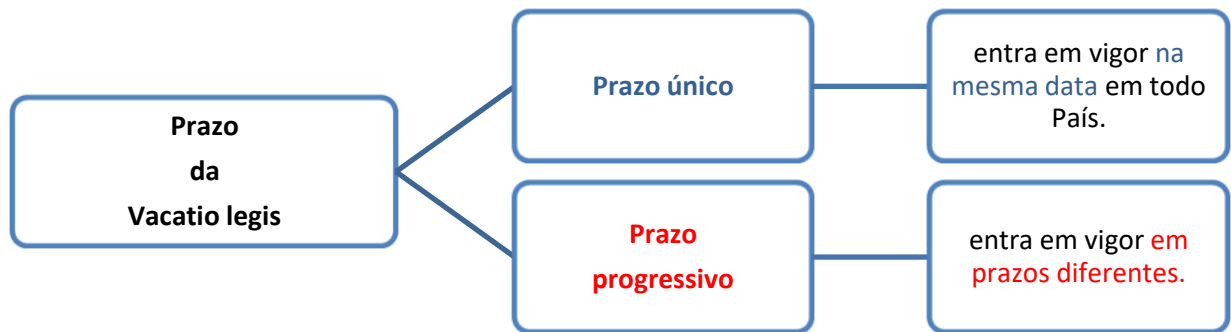 Prazo
da
Vacatio legis
Prazo único
entra em vigor na
mesma data em todo
País.
Prazo
progressivo
entra em vigor em
prazos diferentes.